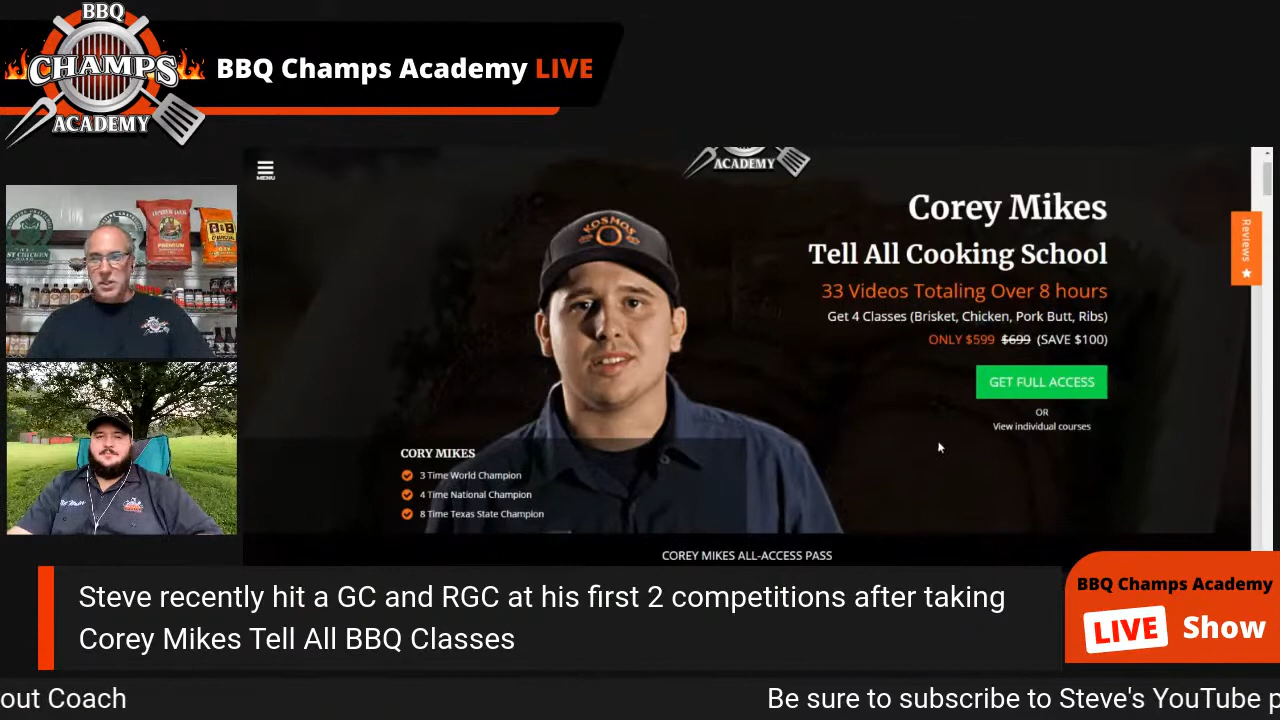 BBQ
CHAMPS
ACADEMY
BBQ Champs Academy LIVE
MENU
ACADEMY
Corey Mikes
Tell All Cooking School
33 Videos Totaling Over 8 hours
Get 4 Classes (Brisket, Chicken, Pork Butt, Ribs)
ONLY $599 $699 (SAVE $100)
GET FULL ACCESS
OR
View individual courses
Reviews
KOSMOS
CORY MIKES
3 Time World Champion
4 Time National Champion
8 Time Texas State Champion
COREY MIKES ALL-ACCESS PASS
PREMIUM
Steve recently hit a GC and RGC at his first 2 competitions after taking
Corey Mikes Tell All BBQ Classes
BBQ Champs Academy
LIVE Show
out Coach
Be sure to subscribe to Steve's YouTube p